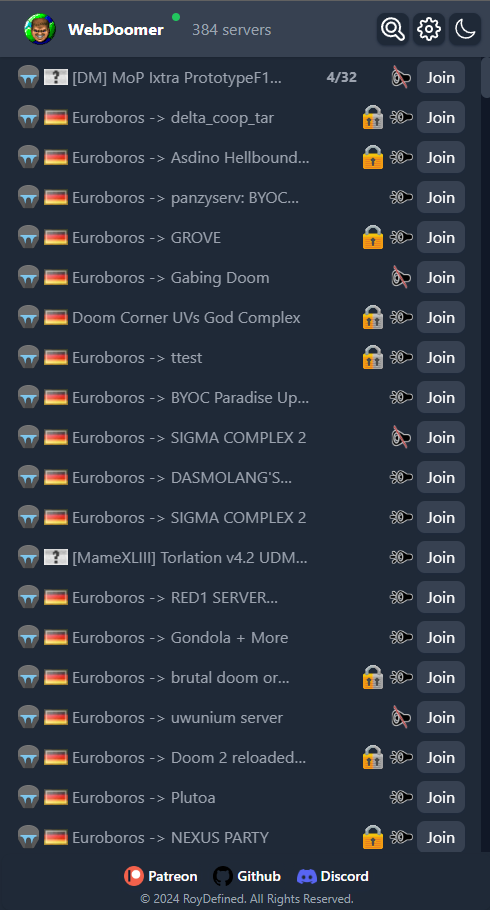 WebDoomer 384 servers
? [DM] MoP Ixtra PrototypeF1... 4/32 Join
Euroboros -> delta_coop_tar Join
Euroboros -> Asdino Hellbound... Join
Euroboros -> panzyserv: BYOC... Join
Euroboros -> GROVE Join
Euroboros -> Gabing Doom Join
Doom Corner UVs God Complex Join
Euroboros -> ttest Join
Euroboros -> BYOC Paradise Up... Join
Euroboros -> SIGMA COMPLEX 2 Join
Euroboros -> DASMOLANG'S... Join
Euroboros -> SIGMA COMPLEX 2 Join
? [MameXLIII] Torlation v4.2 UDM... Join
Euroboros -> RED1 SERVER... Join
Euroboros -> Gondola + More Join
Euroboros -> brutal doom or... Join
Euroboros -> uwunium server Join
Euroboros -> Doom 2 reloaded... Join
Euroboros -> Plutoa Join
Euroboros -> NEXUS PARTY Join
Patreon Github Discord
© 2024 RoyDefined. All Rights Reserved.